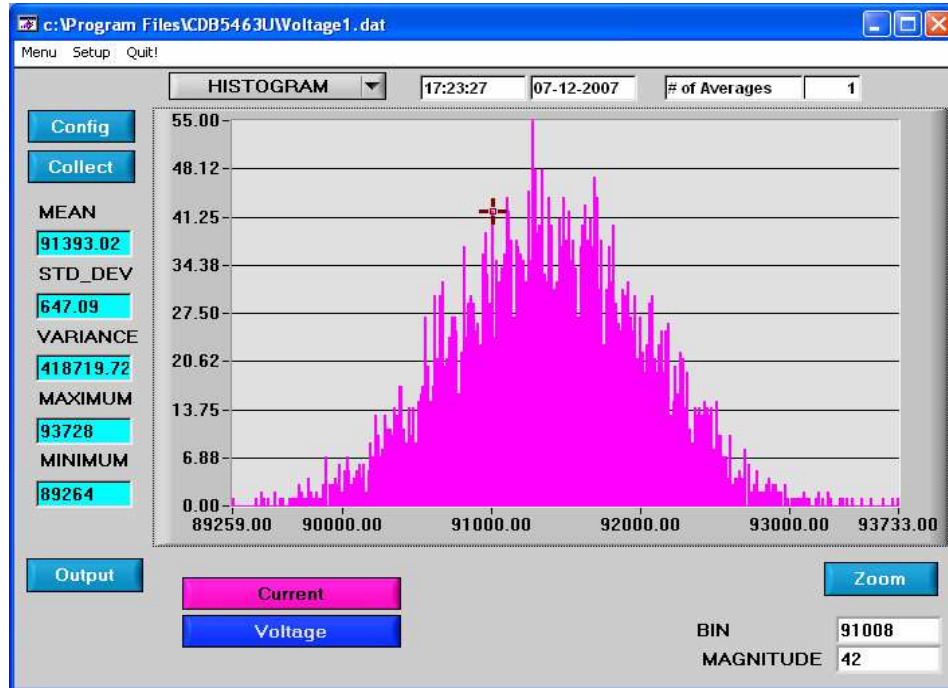 c:\Program Files\CDB5463U\Voltage1.dat
Menu Setup Quit!
HISTOGRAM 17:23:27 07-12-2007 # of Averages 1
Config
Collect
MEAN
91393.02
STD_DEV
647.09
VARIANCE
418719.72
MAXIMUM
93728
MINIMUM
89264
55.00
48.12
41.25
34.38
27.50
20.62
13.75
6.88
0.00
89259.00 90000.00 91000.00 92000.00 93000.00 93733.00
Output
Current
Voltage
Zoom
BIN 91008
MAGNITUDE 42